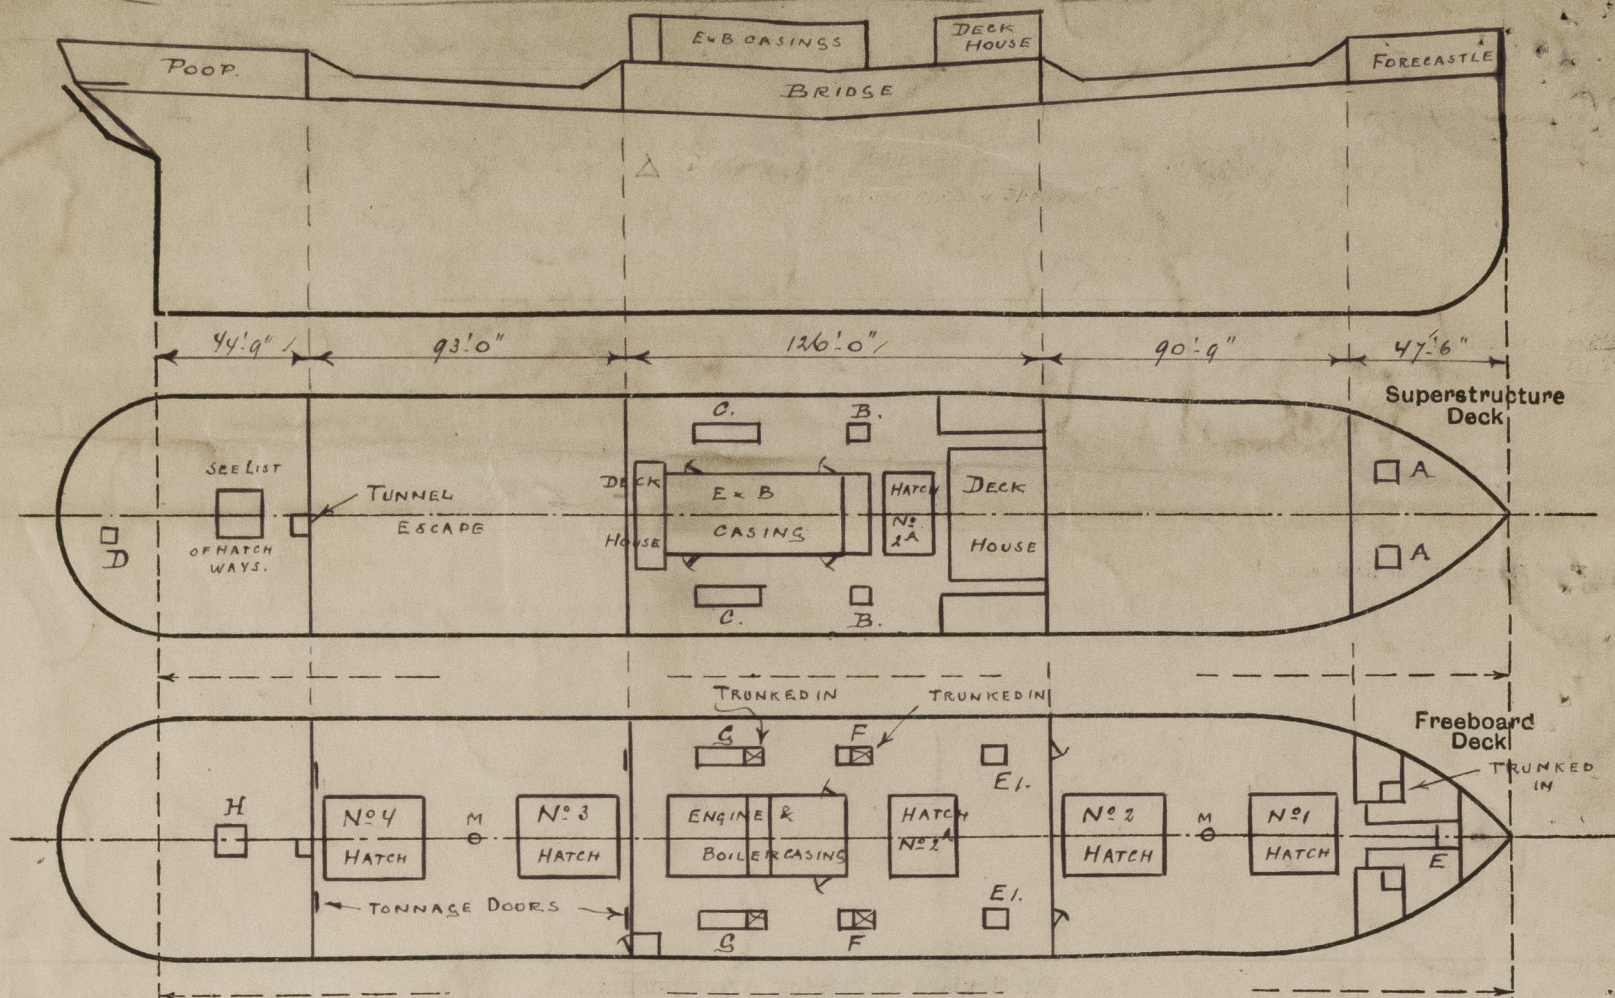 POOP.
E & B CASINGS
DECK
HOUSE
BRIDGE
FORECASTLE
44'-9"
93'-0"
126'-0"
90'-9"
47'-6"
Superstructure
Deck
SEE LIST
OF HATCH
WAYS.
D
TUNNEL
ESCAPE
DECK
HOUSE
C.
B.
E & B
CASING
HATCH
No
2A
DECK
HOUSE
C.
B.
A
A
TRUNKED IN
TRUNKED IN
Freeboard
Deck
TRUNKED
IN
H
No 4
HATCH
M
No 3
HATCH
G
F
E1.
ENGINE &
BOILER CASING
HATCH
No 2A
No 2
HATCH
M
No 1
HATCH
E
TONNAGE DOORS
G
F
E1.